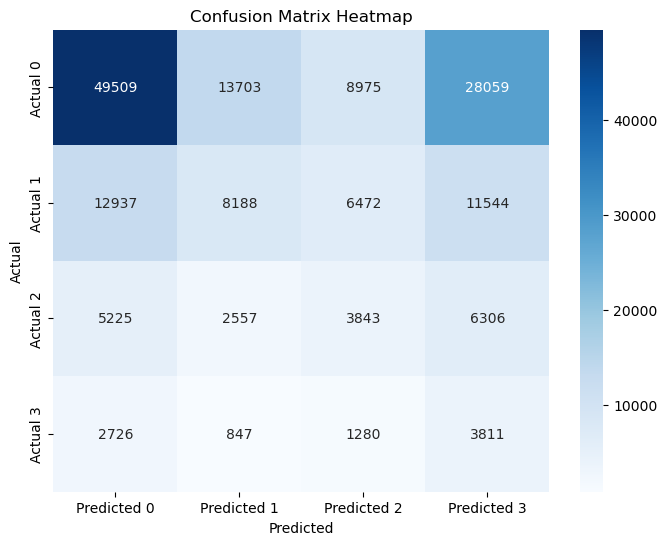 Confusion Matrix Heatmap
Actual 0
49509 13703 8975 28059
40000
Actual 1
12937 8188 6472 11544
30000
Actual
Actual 2
5225 2557 3843 6306
20000
Actual 3
2726 847 1280 3811
10000
Predicted 0 Predicted 1 Predicted 2 Predicted 3
Predicted